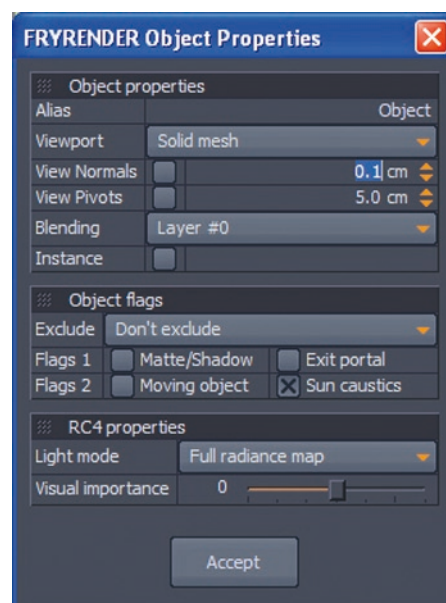 FRYRENDER Object Properties
Object properties
Alias Object
Viewport Solid mesh
View Normals 0.1 cm
View Pivots 5.0 cm
Blending Layer #0
Instance
Object flags
Exclude Don't exclude
Flags 1 Matte/Shadow Exit portal
Flags 2 Moving object Sun caustics
RC4 properties
Light mode Full radiance map
Visual importance 0
Accept